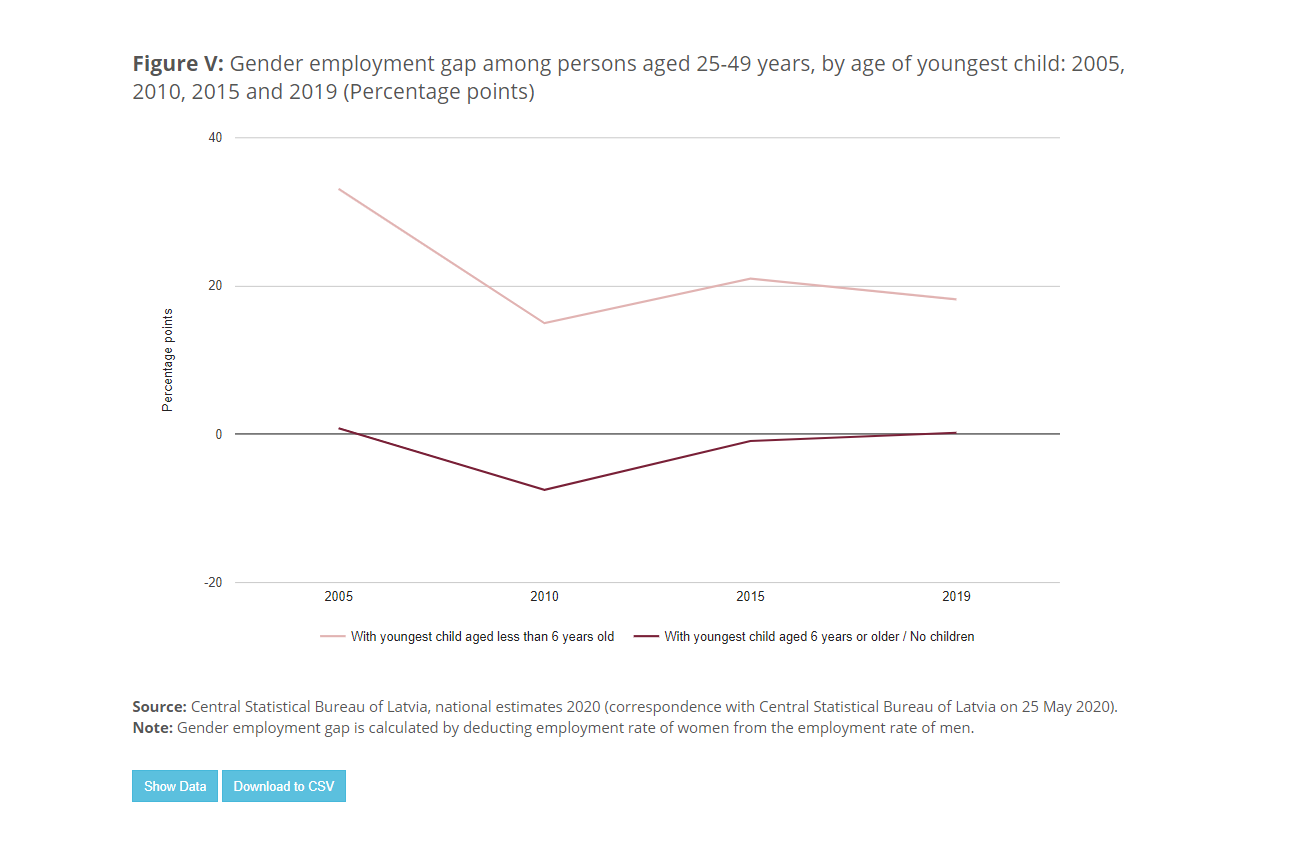 Figure V: Gender employment gap among persons aged 25-49 years, by age of youngest child: 2005,
2010, 2015 and 2019 (Percentage points)
40
20
0
-20
Percentage points
2005
2010
2015
2019
With youngest child aged less than 6 years old
With youngest child aged 6 years or older / No children
Source: Central Statistical Bureau of Latvia, national estimates 2020 (correspondence with Central Statistical Bureau of Latvia on 25 May 2020).
Note: Gender employment gap is calculated by deducting employment rate of women from the employment rate of men.
Show Data
Download to CSV